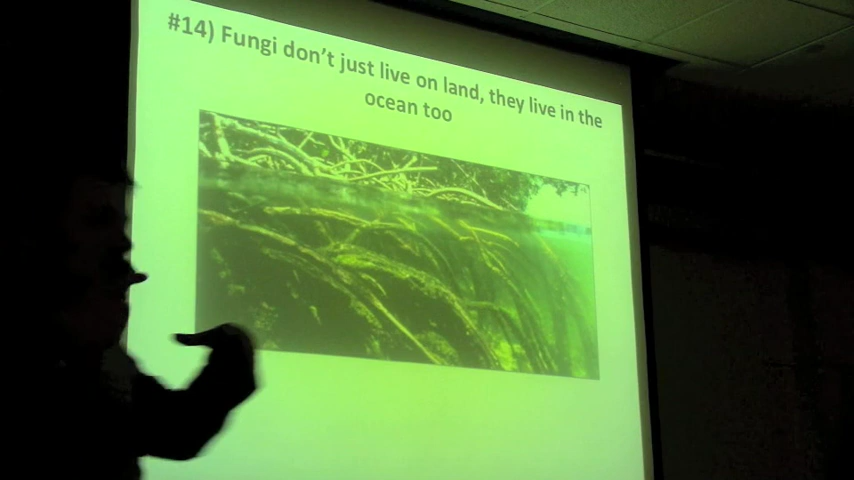 #14) Fungi don't just live on land, they live in the
ocean too